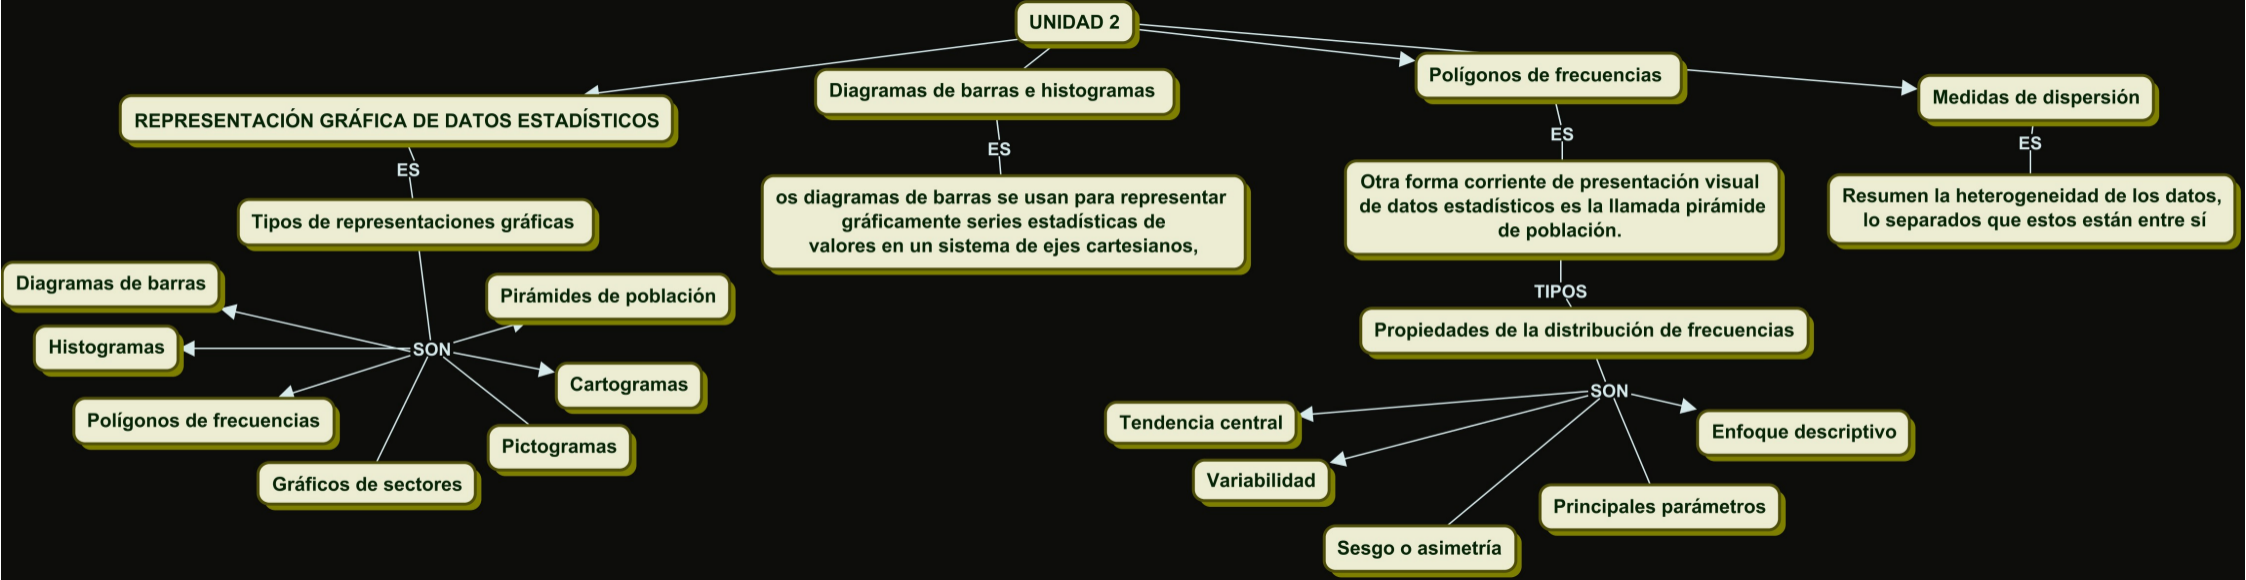 UNIDAD 2
REPRESENTACIÓN GRÁFICA DE DATOS ESTADÍSTICOS
ES
Tipos de representaciones gráficas
SON
Diagramas de barras
Histogramas
Polígonos de frecuencias
Gráficos de sectores
Pictogramas
Cartogramas
Pirámides de población
Diagramas de barras e histogramas
ES
os diagramas de barras se usan para representar
gráficamente series estadísticas de
valores en un sistema de ejes cartesianos,
Polígonos de frecuencias
ES
Otra forma corriente de presentación visual
de datos estadísticos es la llamada pirámide
de población.
TIPOS
Propiedades de la distribución de frecuencias
SON
Tendencia central
Variabilidad
Sesgo o asimetría
Principales parámetros
Enfoque descriptivo
Medidas de dispersión
ES
Resumen la heterogeneidad de los datos,
lo separados que estos están entre sí